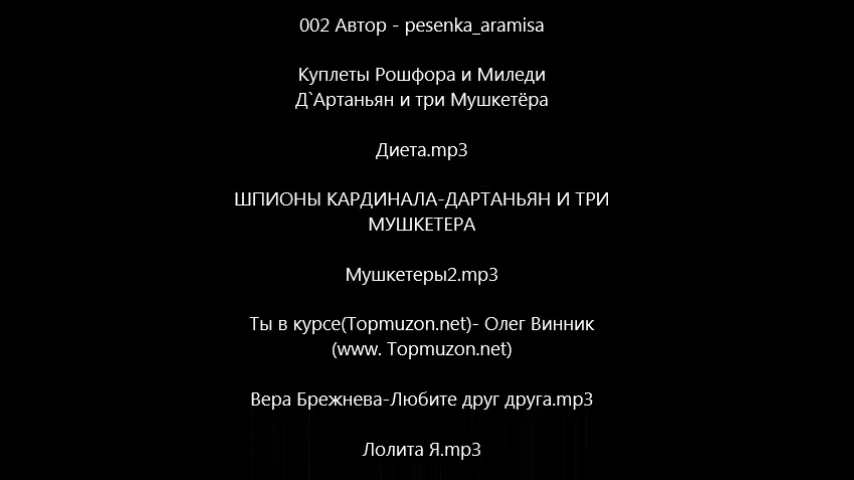 002 Автор - pesenka_aramisa
Куплеты Рошфора и Миледи
Д`Артаньян и три Мушкетёра
Диета.mp3
ШПИОНЫ КАРДИНАЛА-ДАРТАНЬЯН И ТРИ
МУШКЕТЕРА
Мушкетеры2.mp3
Ты в курсе(Topmuzon.net)- Олег Винник
(www. Topmuzon.net)
Вера Брежнева-Любите друг друга.mp3
Лолита Я.mp3